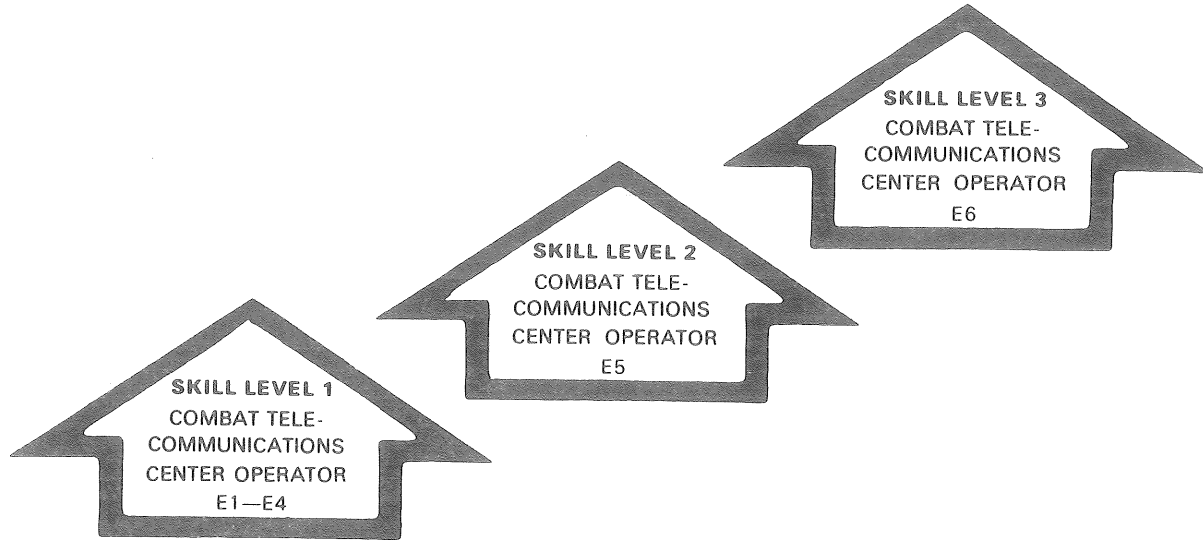 SKILL LEVEL 3
COMBAT TELE-
COMMUNICATIONS
CENTER OPERATOR
E6
SKILL LEVEL 2
COMBAT TELE-
COMMUNICATIONS
CENTER OPERATOR
E5
SKILL LEVEL 1
COMBAT TELE-
COMMUNICATIONS
CENTER OPERATOR
E1—E4